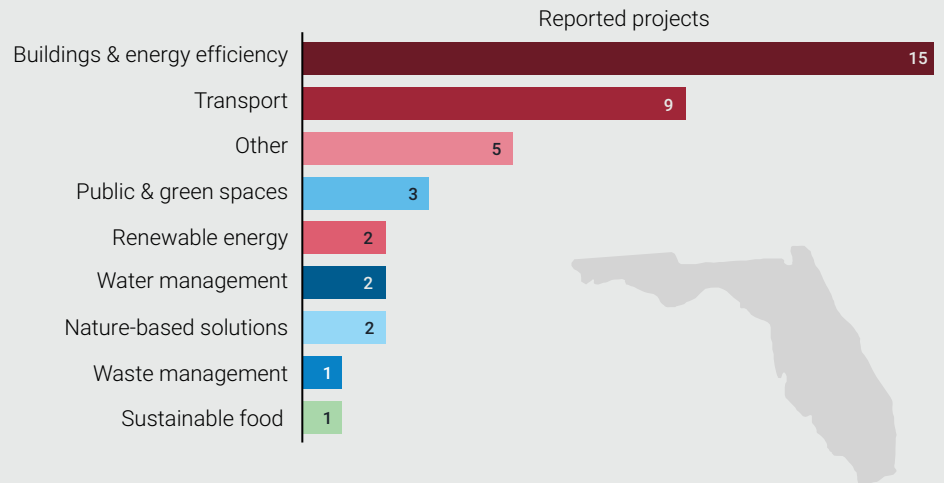 Reported projects
Buildings & energy efficiency 15
Transport 9
Other 5
Public & green spaces 3
Renewable energy 2
Water management 2
Nature-based solutions 2
Waste management 1
Sustainable food 1